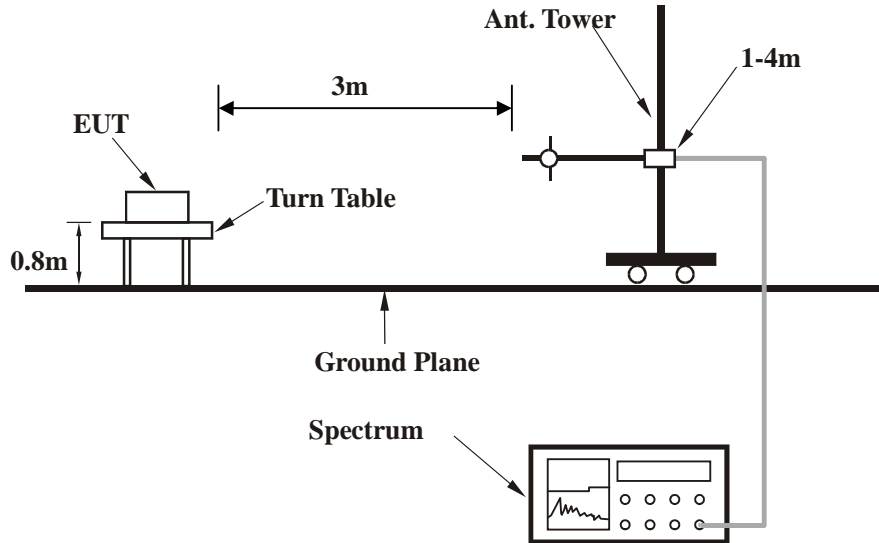 Ant. Tower
1-4m
3m
EUT
Turn Table
0.8m
Ground Plane
Spectrum